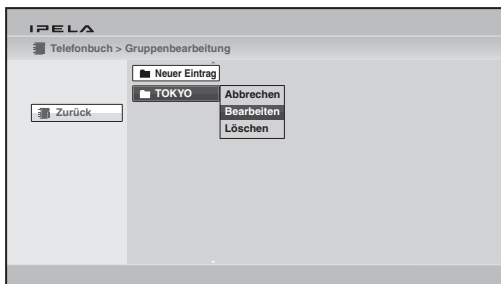 IPELA
Telefonbuch > Gruppenbearbeitung
Neuer Eintrag
TOKYO
Abbrechen
Zurück
Bearbeiten
Löschen